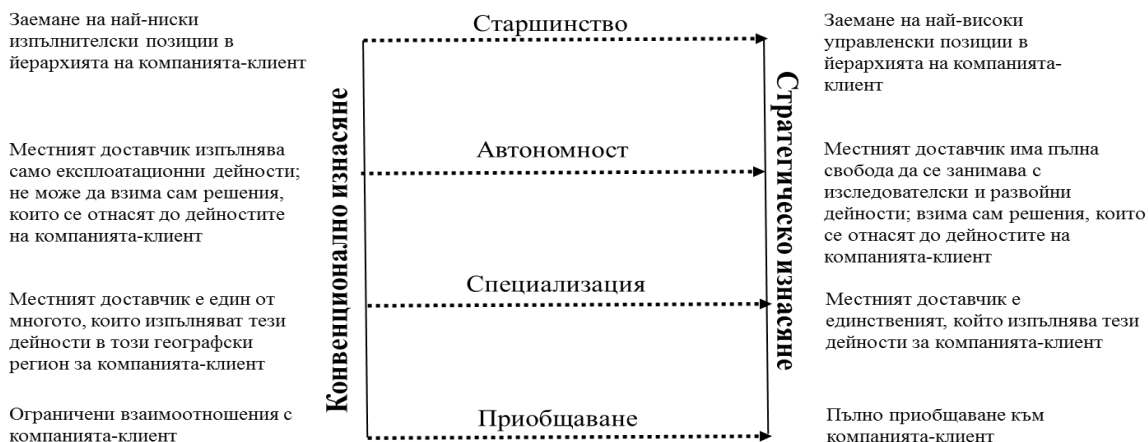 Заемане на най-ниски
изпълнителски позиции в
йерархията на компанията-клиент
Старшинство
Заемане на най-високи
управленски позиции в
йерархията на компанията-
клиент
Конвенционално изнасяне
Стратегическо изнасяне
Местният доставчик изпълнява
само експлоатационни дейности;
не може да взима сам решения,
които се отнасят до дейностите
на компанията-клиент
Автономност
Местният доставчик има пълна
свобода да се занимава с
изследователски и развойни
дейности; взима сам решения, които
се отнасят до дейностите на
компанията-клиент
Местният доставчик е един от
многото, които изпълняват тези
дейности в този географски
регион за компанията-клиент
Специализация
Местният доставчик е
единственият, който изпълнява тези
дейности за компанията-клиент
Ограничени взаимоотношения с
компанията-клиент
Приобщаване
Пълно приобщаване към
компанията-клиент